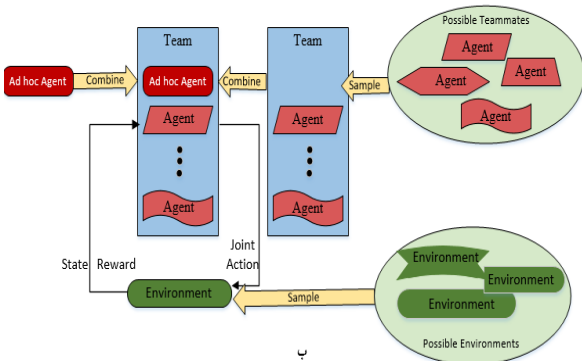 Possible Teammates
Team
Team
Agent
Ad hoc Agent
Combine
Ad hoc Agent
Combine
Sample
Agent
Agent
Agent
Agent
Agent
Agent
Agent
State
Reward
Joint
Action
Environment
Sample
Environment
Environment
Environment
Possible Environments
ب